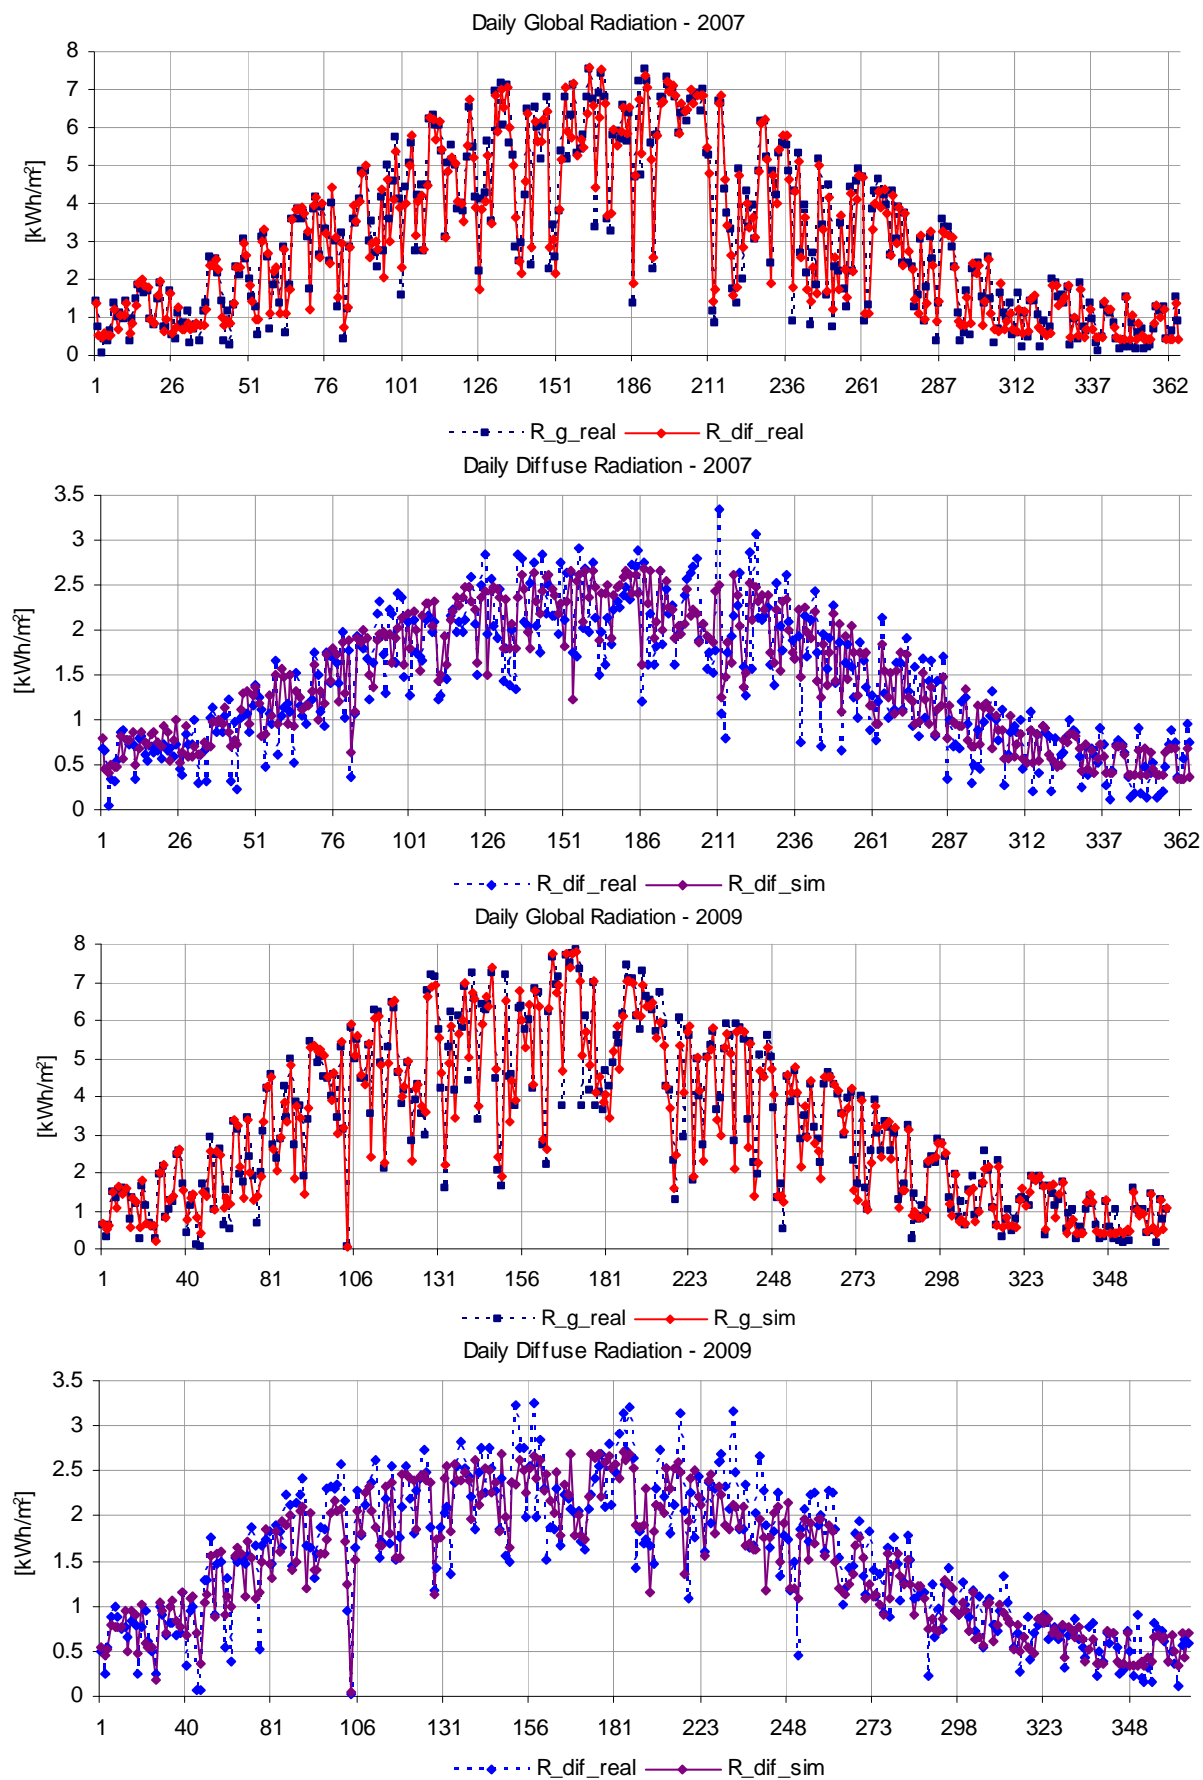 Daily Global Radiation - 2007
[kWh/m²]
8
7
6
5
4
3
2
1
0
1 26 51 76 101 126 151 186 211 236 261 287 312 337 362
R_g_real R_dif_real
Daily Diffuse Radiation - 2007
[kWh/m²]
3.5
3
2.5
2
1.5
1
0.5
0
1 26 51 76 101 126 151 186 211 236 261 287 312 337 362
R_dif_real R_dif_sim
Daily Global Radiation - 2009
[kWh/m²]
8
7
6
5
4
3
2
1
0
1 40 81 106 131 156 181 223 248 273 298 323 348
R_g_real R_g_sim
Daily Diffuse Radiation - 2009
[kWh/m²]
3.5
3
2.5
2
1.5
1
0.5
0
1 40 81 106 131 156 181 223 248 273 298 323 348
R_dif_real R_dif_sim